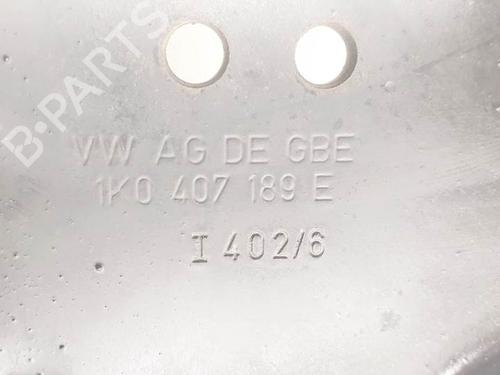 B-PARTS
VW AG DE GBE
1K0 407 189 E
I 402/6